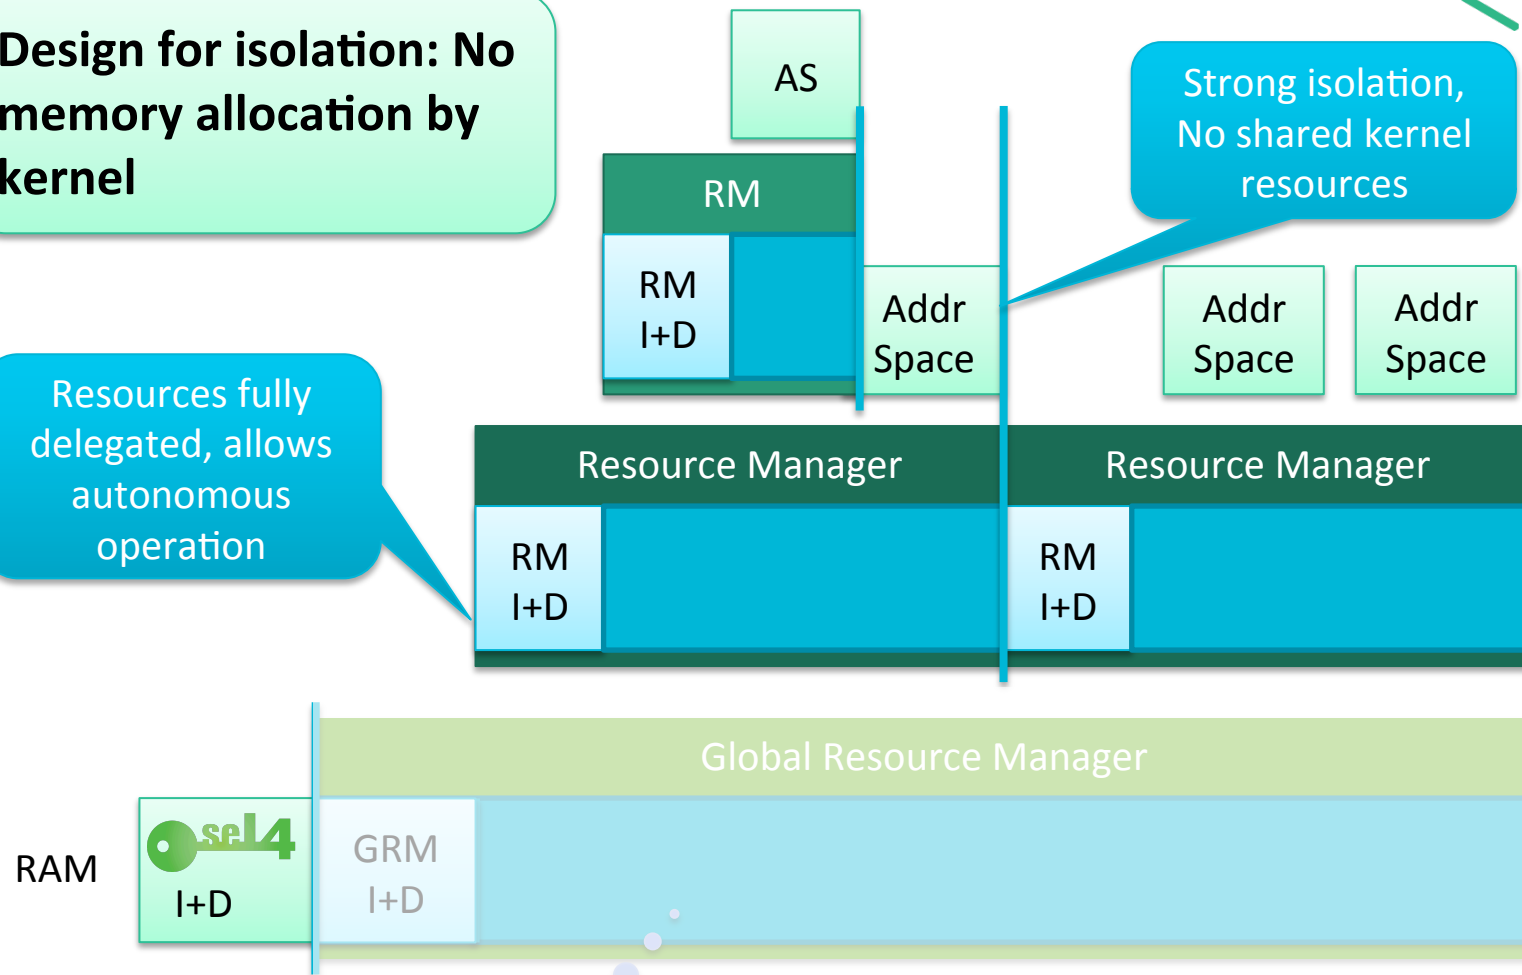 Design for isolation: No
memory allocation by
kernel
AS
Strong isolation,
No shared kernel
resources
RM
RM
I+D
Addr
Space
Addr
Space
Addr
Space
Resources fully
delegated, allows
autonomous
operation
Resource Manager
Resource Manager
RM
I+D
RM
I+D
Global Resource Manager
RAM
seL4
I+D
GRM
I+D